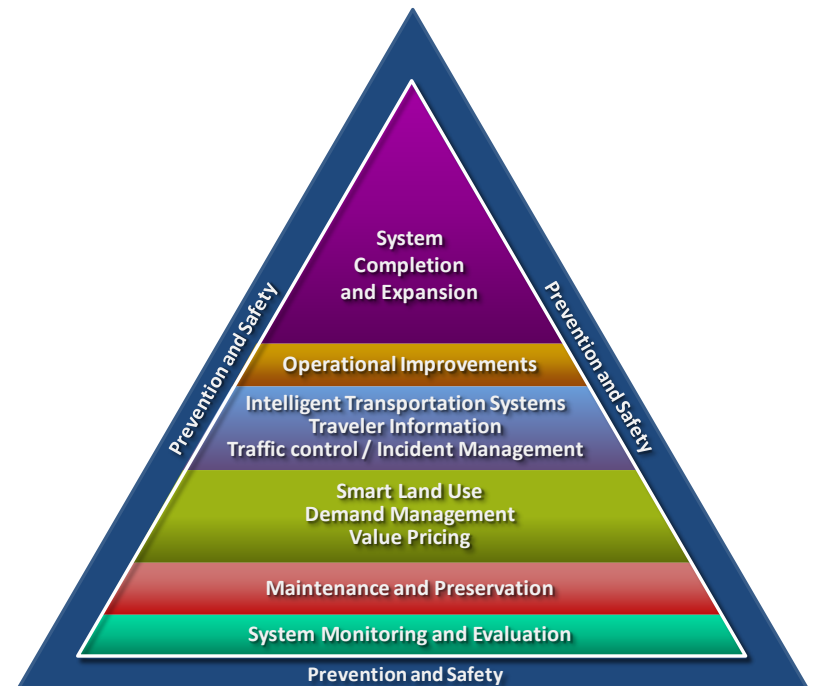 System
Completion
and Expansion
Prevention and Safety
Prevention and Safety
Operational Improvements
Intelligent Transportation Systems
Traveler Information
Traffic control / Incident Management
Smart Land Use
Demand Management
Value Pricing
Maintenance and Preservation
System Monitoring and Evaluation
Prevention and Safety